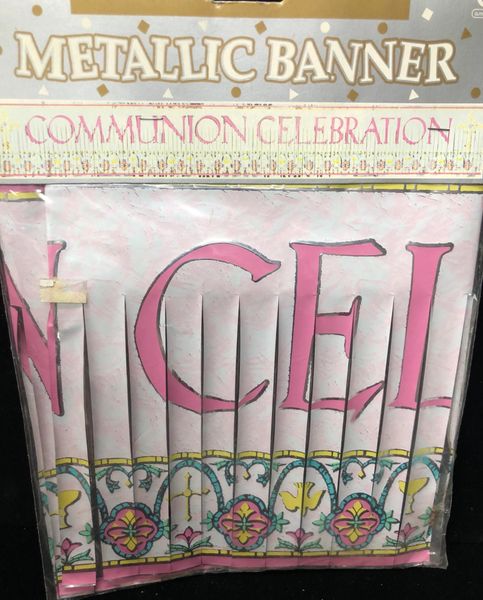 METALLIC BANNER
COMMUNION CELEBRATION
N CEL